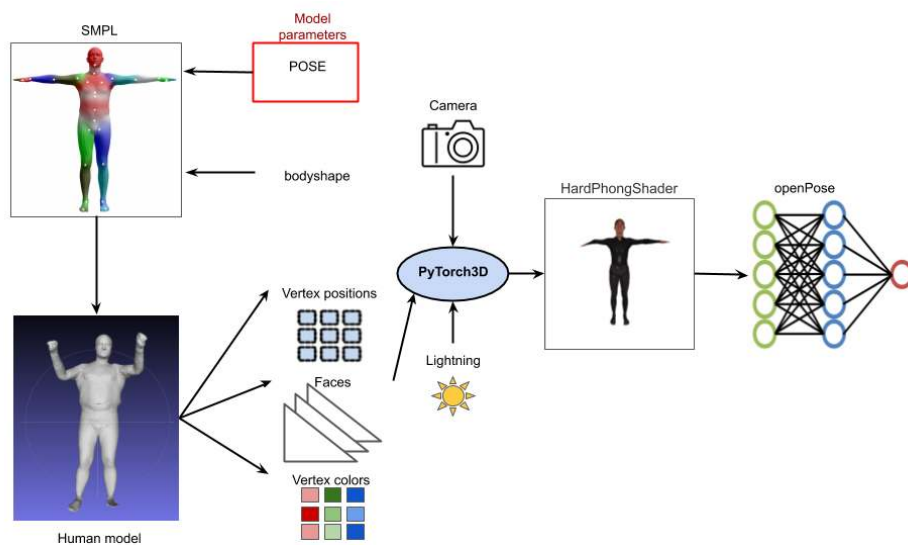 SMPL
Model
parameters
POSE
bodyshape
Camera
HardPhongShader
openPose
PyTorch3D
Vertex positions
Lightning
Faces
Vertex colors
Human model